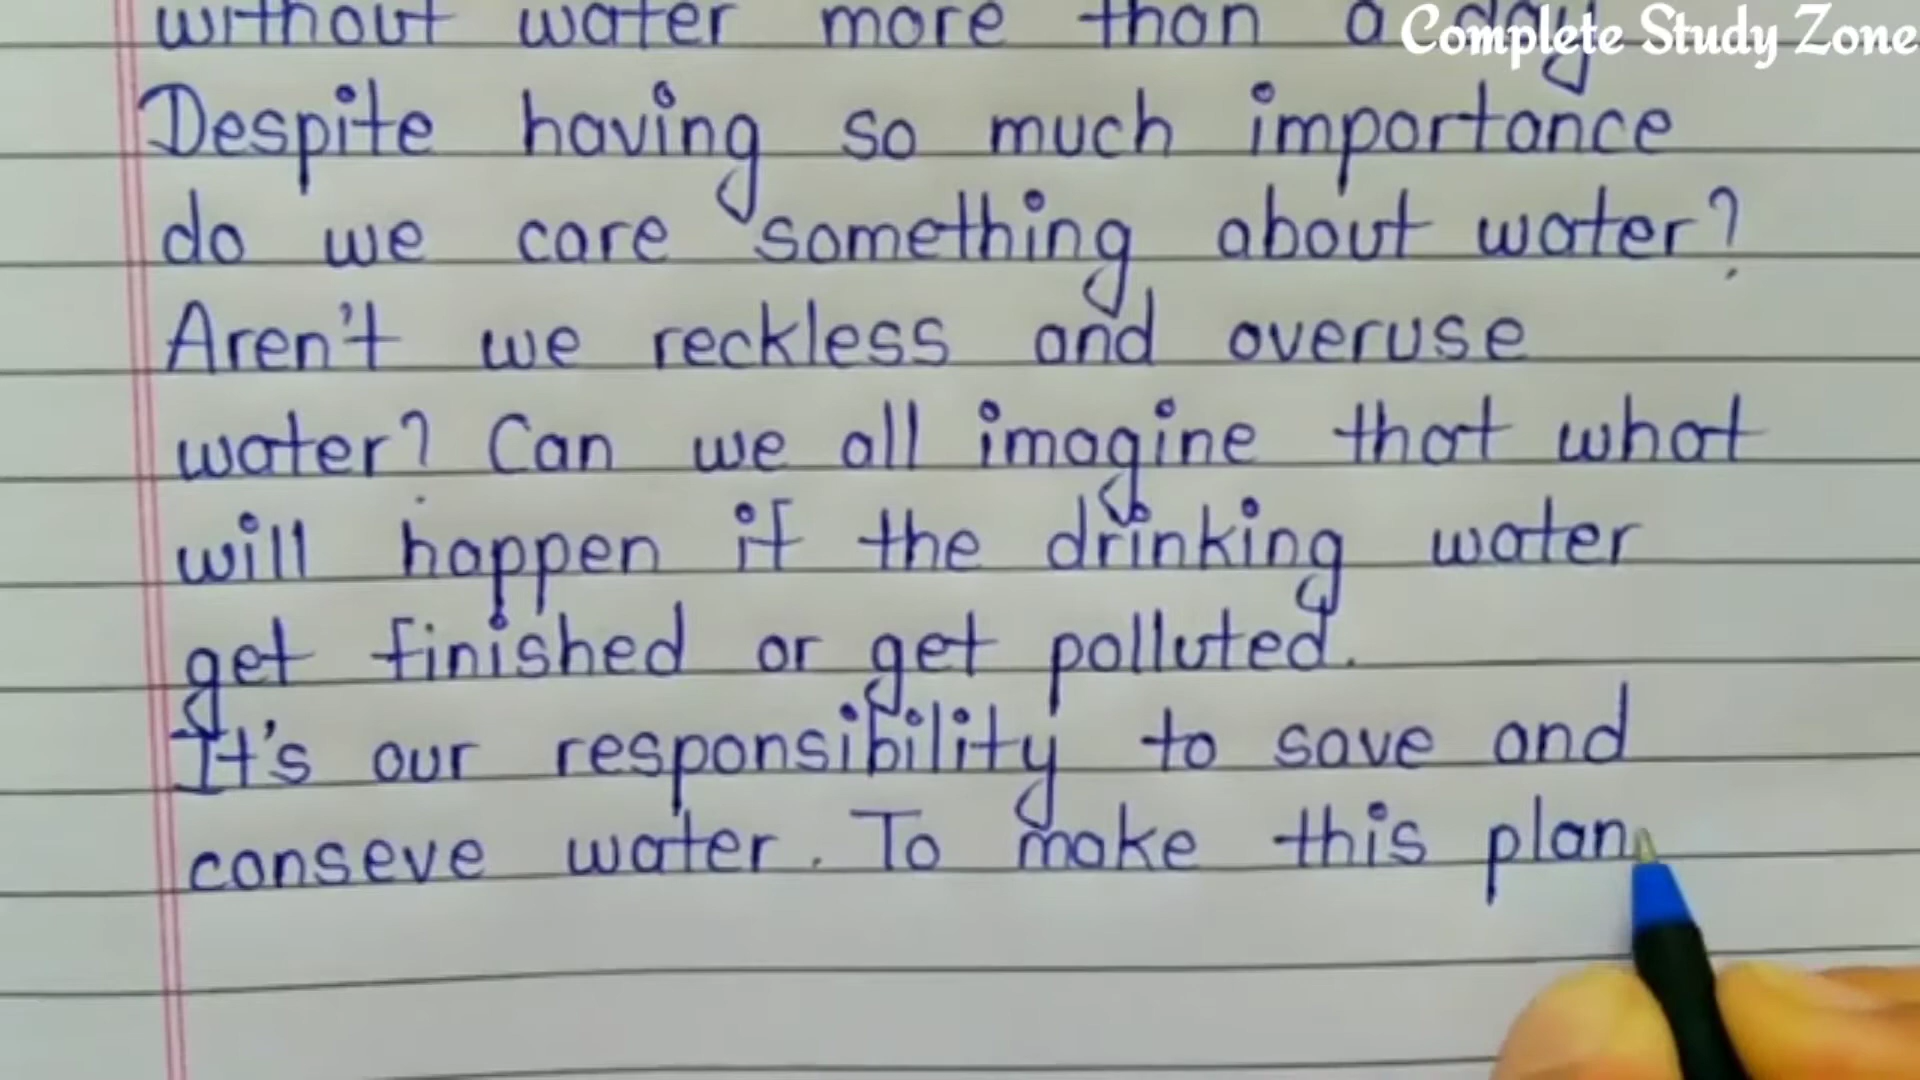 without water more than a day
Complete Study Zone
Despite having so much importance
do we care something about water?
Aren't we reckless and overuse
water? Can we all imagine that what
will happen if the drinking water
get finished or get polluted.
It's our responsibility to save and
conseve water. To make this plan